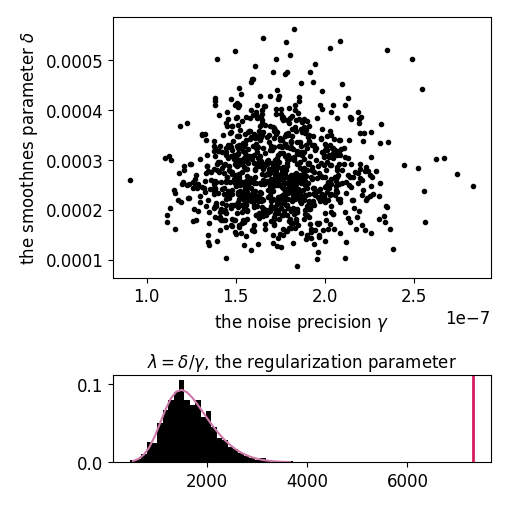 the smoothnes parameter δ
0.0005
0.0004
0.0003
0.0002
0.0001
1.0 1.5 2.0 2.5
the noise precision γ
1e−7
λ = δ/γ, the regularization parameter
0.1
0.0
2000 4000 6000